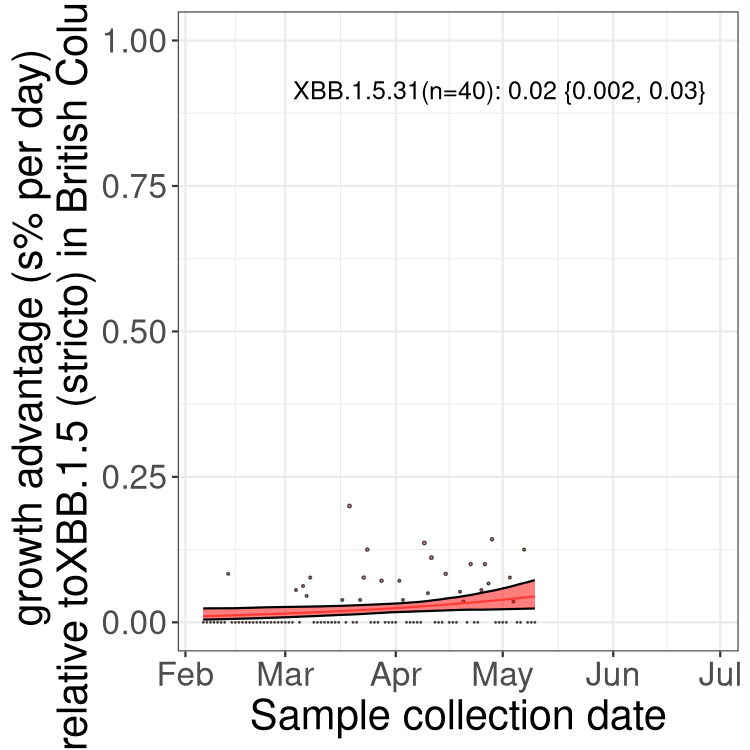 growth advantage (s% per day)
relative toXBB.1.5 (stricto) in British Colu
1.00
0.75
0.50
0.25
0.00
XBB.1.5.31(n=40): 0.02 {0.002, 0.03}
Feb Mar Apr May Jun Jul
Sample collection date